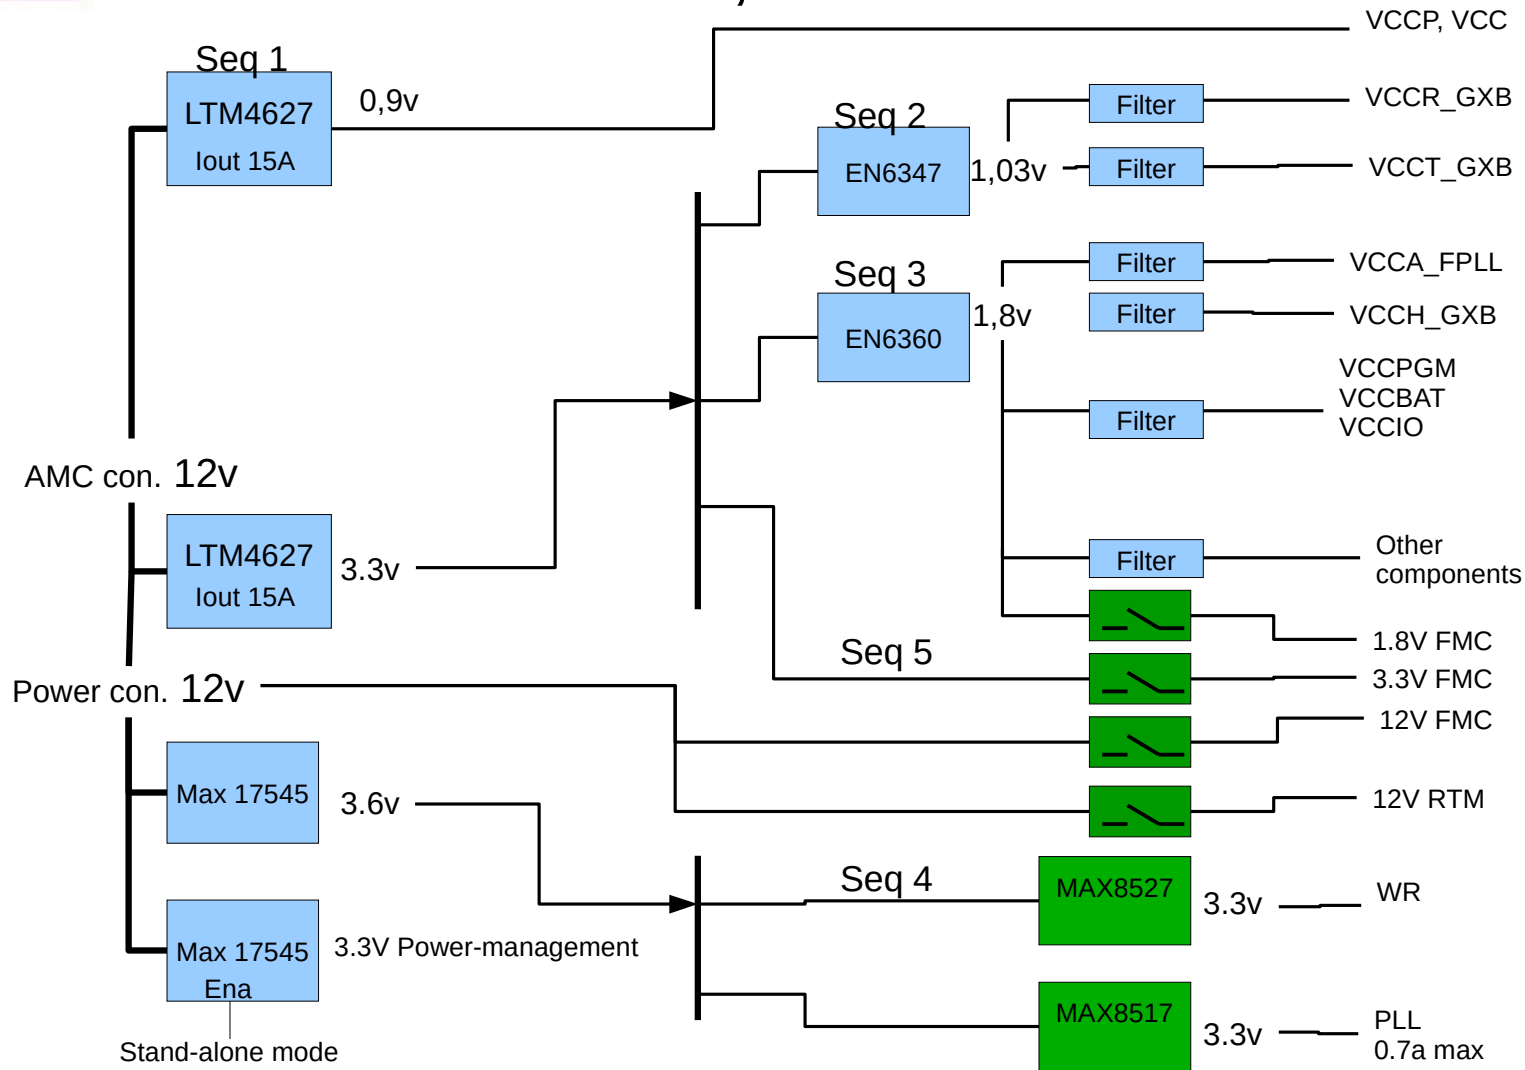 VCCP, VCC
Seq 1
LTM4627
Iout 15A
0,9v
Seq 2
EN6347
1,03v
Filter
VCCR_GXB
Filter
VCCT_GXB
Seq 3
EN6360
1,8v
Filter
VCCA_FPLL
Filter
VCCH_GXB
Filter
VCCPGM
VCCBAT
VCCIO
AMC con. 12v
LTM4627
Iout 15A
3.3v
Filter
Other
components
1.8V FMC
Seq 5
3.3V FMC
Power con. 12v
12V FMC
12V RTM
Max 17545
3.6v
Seq 4
MAX8527
3.3v
WR
Max 17545
Ena
3.3V Power-management
MAX8517
3.3v
PLL
0.7a max
Stand-alone mode